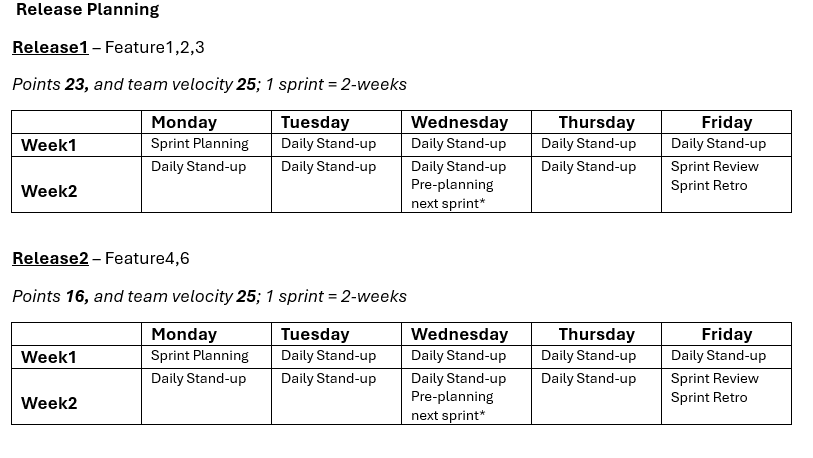 Release Planning
Release1 – Feature1,2,3
Points 23, and team velocity 25; 1 sprint = 2-weeks
Monday Tuesday Wednesday Thursday Friday
Week1 Sprint Planning Daily Stand-up Daily Stand-up Daily Stand-up Daily Stand-up
Daily Stand-up Daily Stand-up Daily Stand-up Daily Stand-up Sprint Review
Week2 Pre-planning Sprint Retro
next sprint*
Release2 – Feature4,6
Points 16, and team velocity 25; 1 sprint = 2-weeks
Monday Tuesday Wednesday Thursday Friday
Week1 Sprint Planning Daily Stand-up Daily Stand-up Daily Stand-up Daily Stand-up
Daily Stand-up Daily Stand-up Daily Stand-up Daily Stand-up Sprint Review
Week2 Pre-planning Sprint Retro
next sprint*